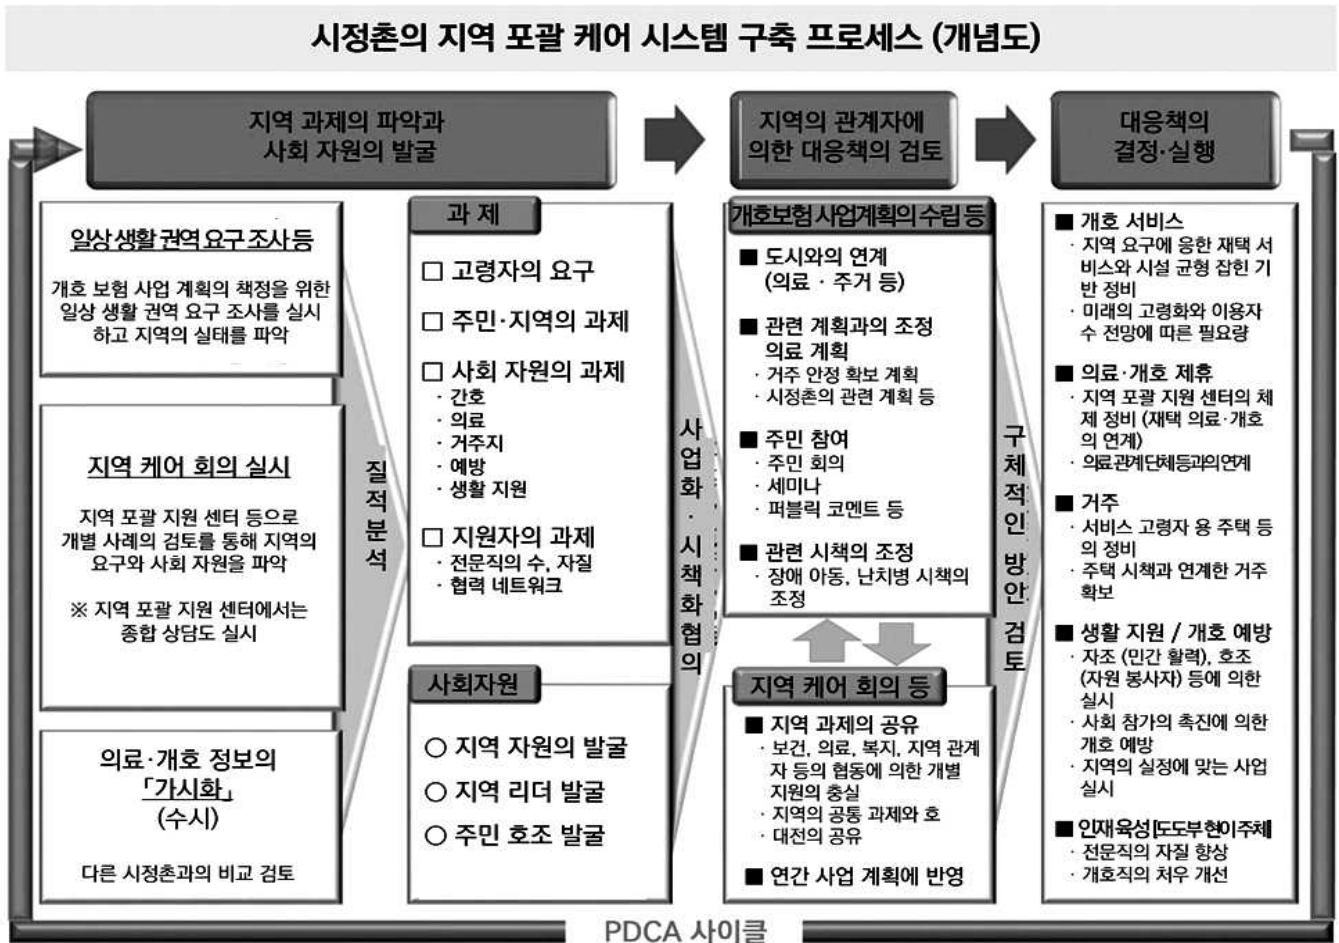 시정촌의 지역 포괄 케어 시스템 구축 프로세스 (개념도)
지역 과제의 파악과
사회 자원의 발굴
지역의 관계자에
의한 대응책의 검토
대응책의
결정·실행
일상 생활 권역 요구 조사 등
개호 보험 사업 계획의 책정을 위한
일상 생활 권역 요구 조사를 실시
하고 지역의 실태를 파악
지역 케어 회의 실시
지역 포괄 지원 센터 등으로
개별 사례의 검토를 통해 지역의
요구와 사회 자원을 파악
※ 지역 포괄 지원 센터에서는
종합 상담도 실시
의료·개호 정보의
「가시화」
(수시)
다른 시정촌과의 비교 검토
질적분석
과 제
□ 고령자의 요구
□ 주민·지역의 과제
□ 사회 자원의 과제
· 간호
· 의료
· 거주지
· 예방
· 생활 지원
□ 지원자의 과제
· 전문직의 수, 자질
· 협력 네트워크
사회자원
○ 지역 자원의 발굴
○ 지역 리더 발굴
○ 주민 호조 발굴
사업화·시책화협의
개호보험 사업계획의 수립 등
■ 도시와의 연계
(의료 · 주거 등)
■ 관련 계획과의 조정
의료 계획
· 거주 안정 확보 계획
· 시정촌의 관련 계획 등
■ 주민 참여
· 주민 회의
· 세미나
· 퍼블릭 코멘트 등
■ 관련 시책의 조정
· 장애 아동, 난치병 시책의
조정
지역 케어 회의 등
■ 지역 과제의 공유
· 보건, 의료, 복지, 지역 관계
자 등의 협동에 의한 개별
지원의 충실
· 지역의 공통 과제와 호
· 대전의 공유
■ 연간 사업 계획에 반영
구체적인 방안 검토
■ 개호 서비스
· 지역 요구에 응한 재택 서
비스와 시설 균형 잡힌 기
반 정비
· 미래의 고령화와 이용자
수 전망에 따른 필요량
■ 의료·개호 제휴
· 지역 포괄 지원 센터의 체
제 정비 (재택 의료·개호
의 연계)
· 의료 관계 단체 등과의 연계
■ 거주
· 서비스 고령자 용 주택 등
의 정비
· 주택 시책과 연계한 거주
확보
■ 생활 지원 / 개호 예방
· 자조 (민간 활력), 호조
(자원 봉사자) 등에 의한
실시
· 사회 참가의 촉진에 의한
개호 예방
· 지역의 실정에 맞는 사업
실시
■ 인재 육성 [도도부현이 주체]
· 전문직의 자질 향상
· 개호직의 처우 개선
PDCA 사이클